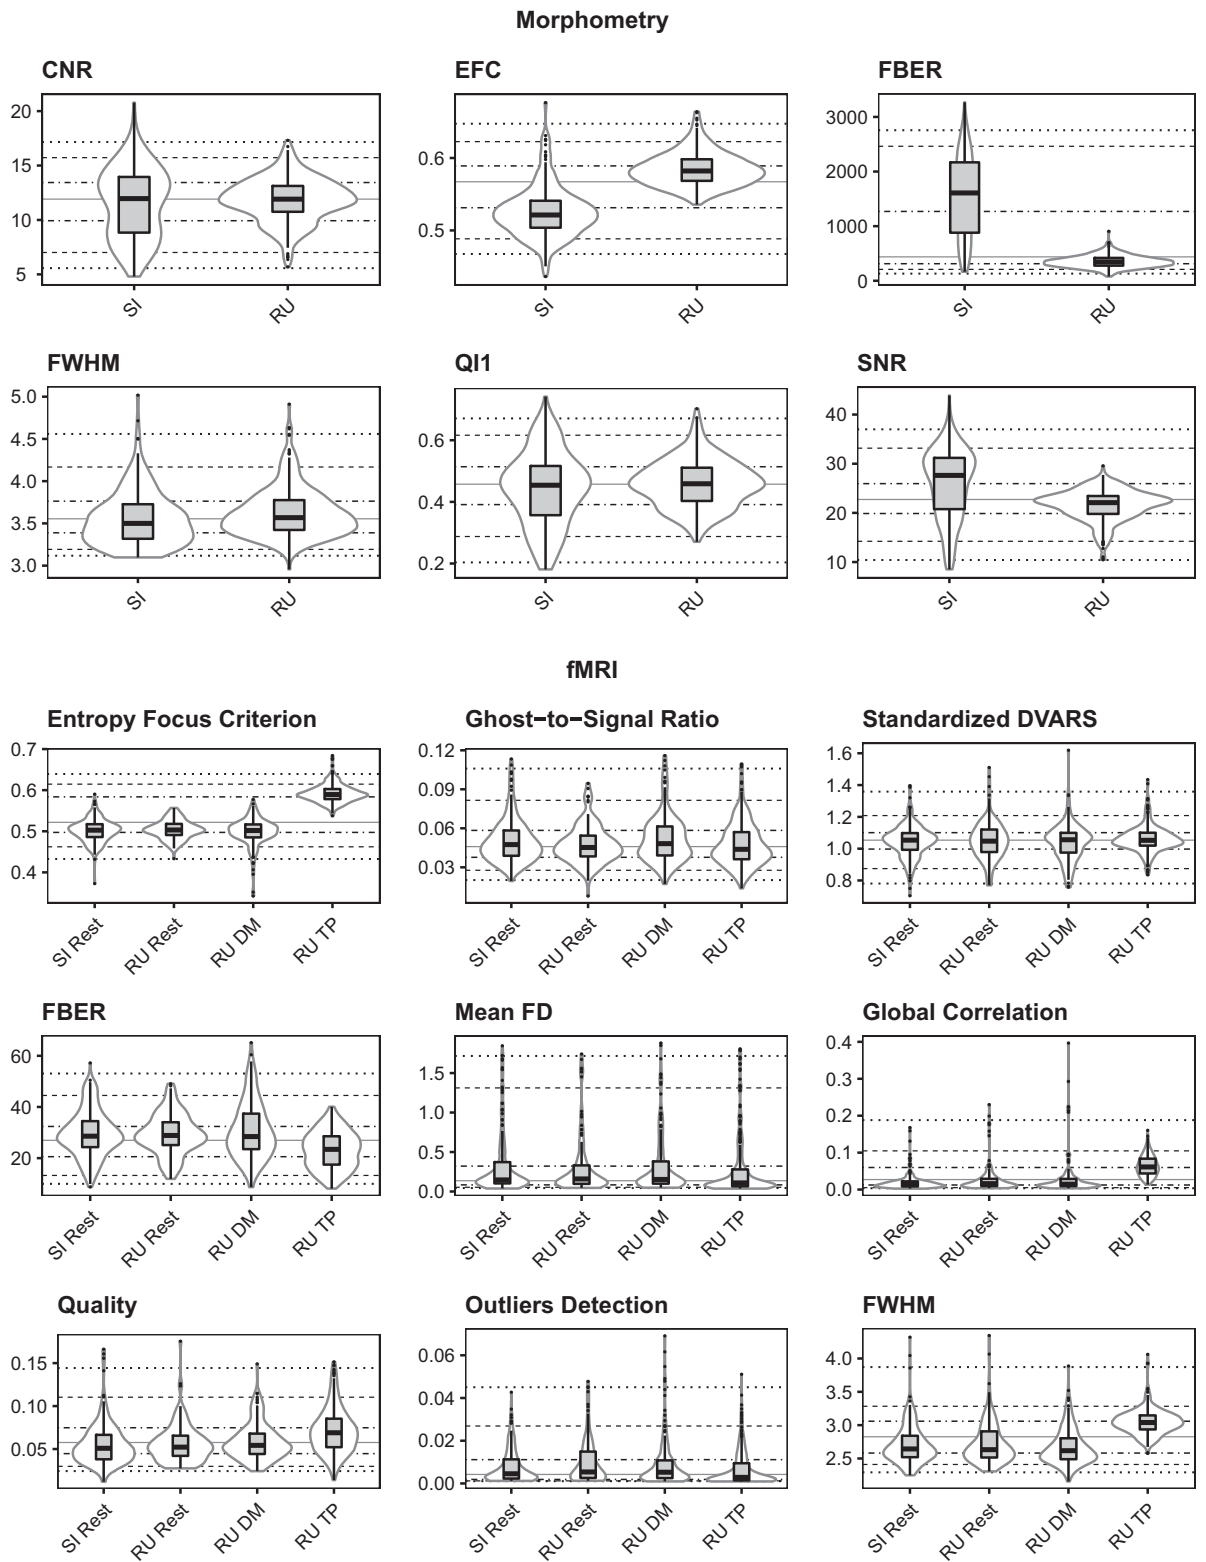 Morphometry
CNR
EFC
FBER
20
15
10
5
0.6
0.5
3000
2000
1000
0
SI
RU
SI
RU
SI
RU
FWHM
QI1
SNR
5.0
4.5
4.0
3.5
3.0
0.6
0.4
0.2
40
30
20
10
SI
RU
SI
RU
SI
RU
fMRI
Entropy Focus Criterion
Ghost−to−Signal Ratio
Standardized DVARS
0.7
0.6
0.5
0.4
0.12
0.09
0.06
0.03
1.6
1.4
1.2
1.0
0.8
SI Rest
RU Rest
RU DM
RU TP
SI Rest
RU Rest
RU DM
RU TP
SI Rest
RU Rest
RU DM
RU TP
FBER
Mean FD
Global Correlation
60
40
20
1.5
1.0
0.5
0.0
0.4
0.3
0.2
0.1
0.0
SI Rest
RU Rest
RU DM
RU TP
SI Rest
RU Rest
RU DM
RU TP
SI Rest
RU Rest
RU DM
RU TP
Quality
Outliers Detection
FWHM
0.15
0.10
0.05
0.06
0.04
0.02
0.00
4.0
3.5
3.0
2.5
SI Rest
RU Rest
RU DM
RU TP
SI Rest
RU Rest
RU DM
RU TP
SI Rest
RU Rest
RU DM
RU TP